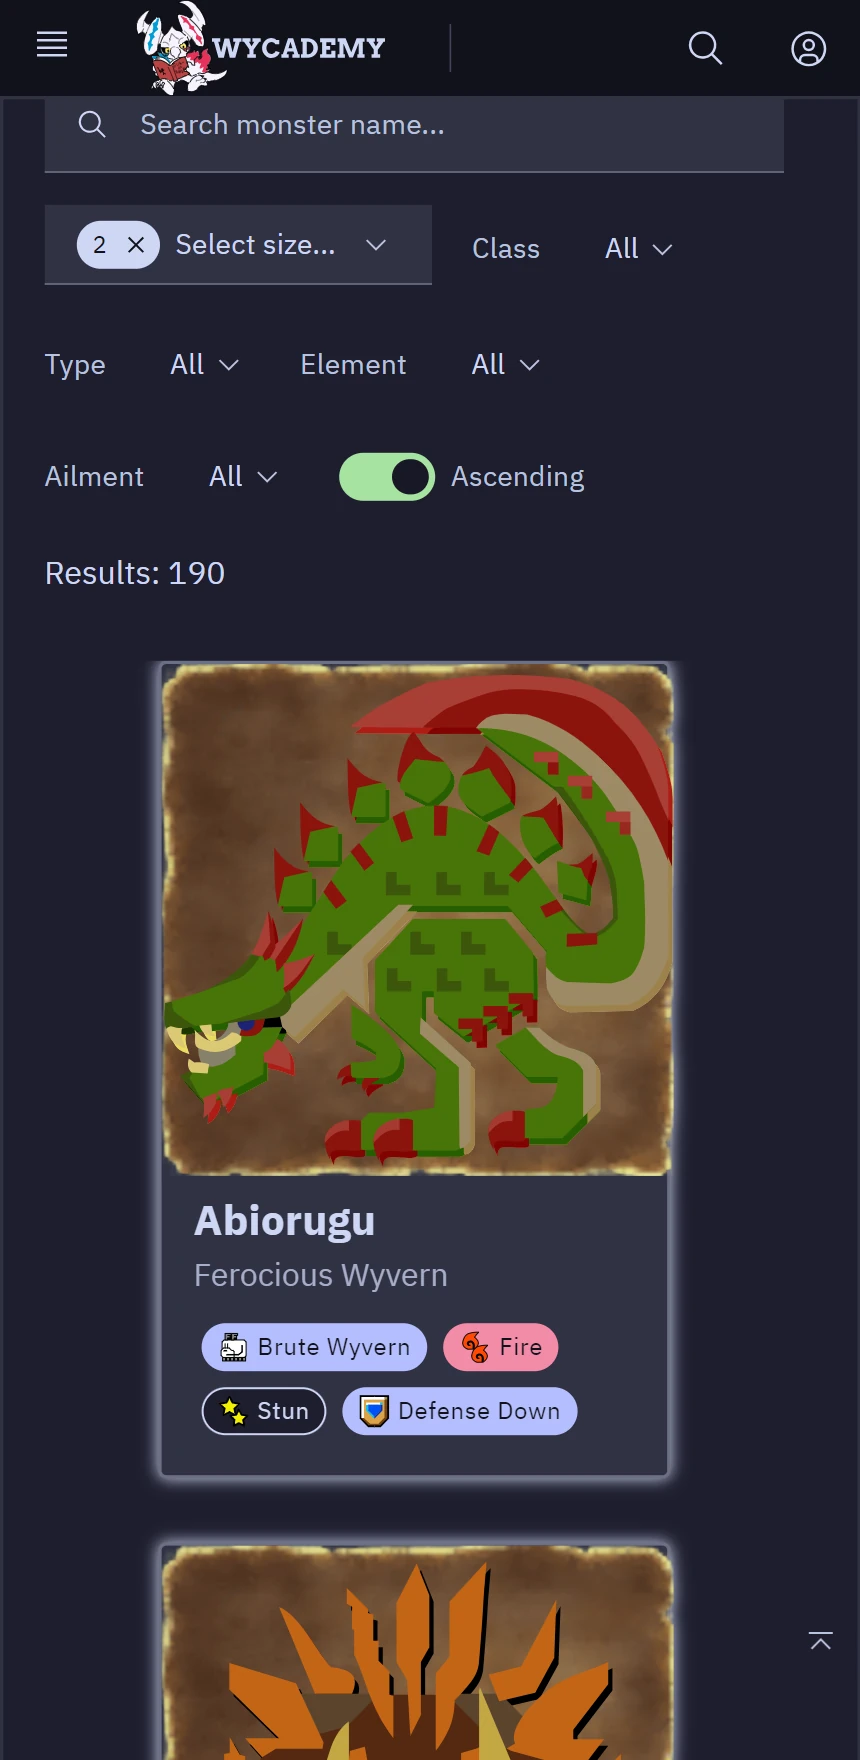 WYCADEMY
Search monster name...
2 Select size... Class All
Type All Element All
Ailment All Ascending
Results: 190
Abiorugu
Ferocious Wyvern
Brute Wyvern Fire
Stun Defense Down